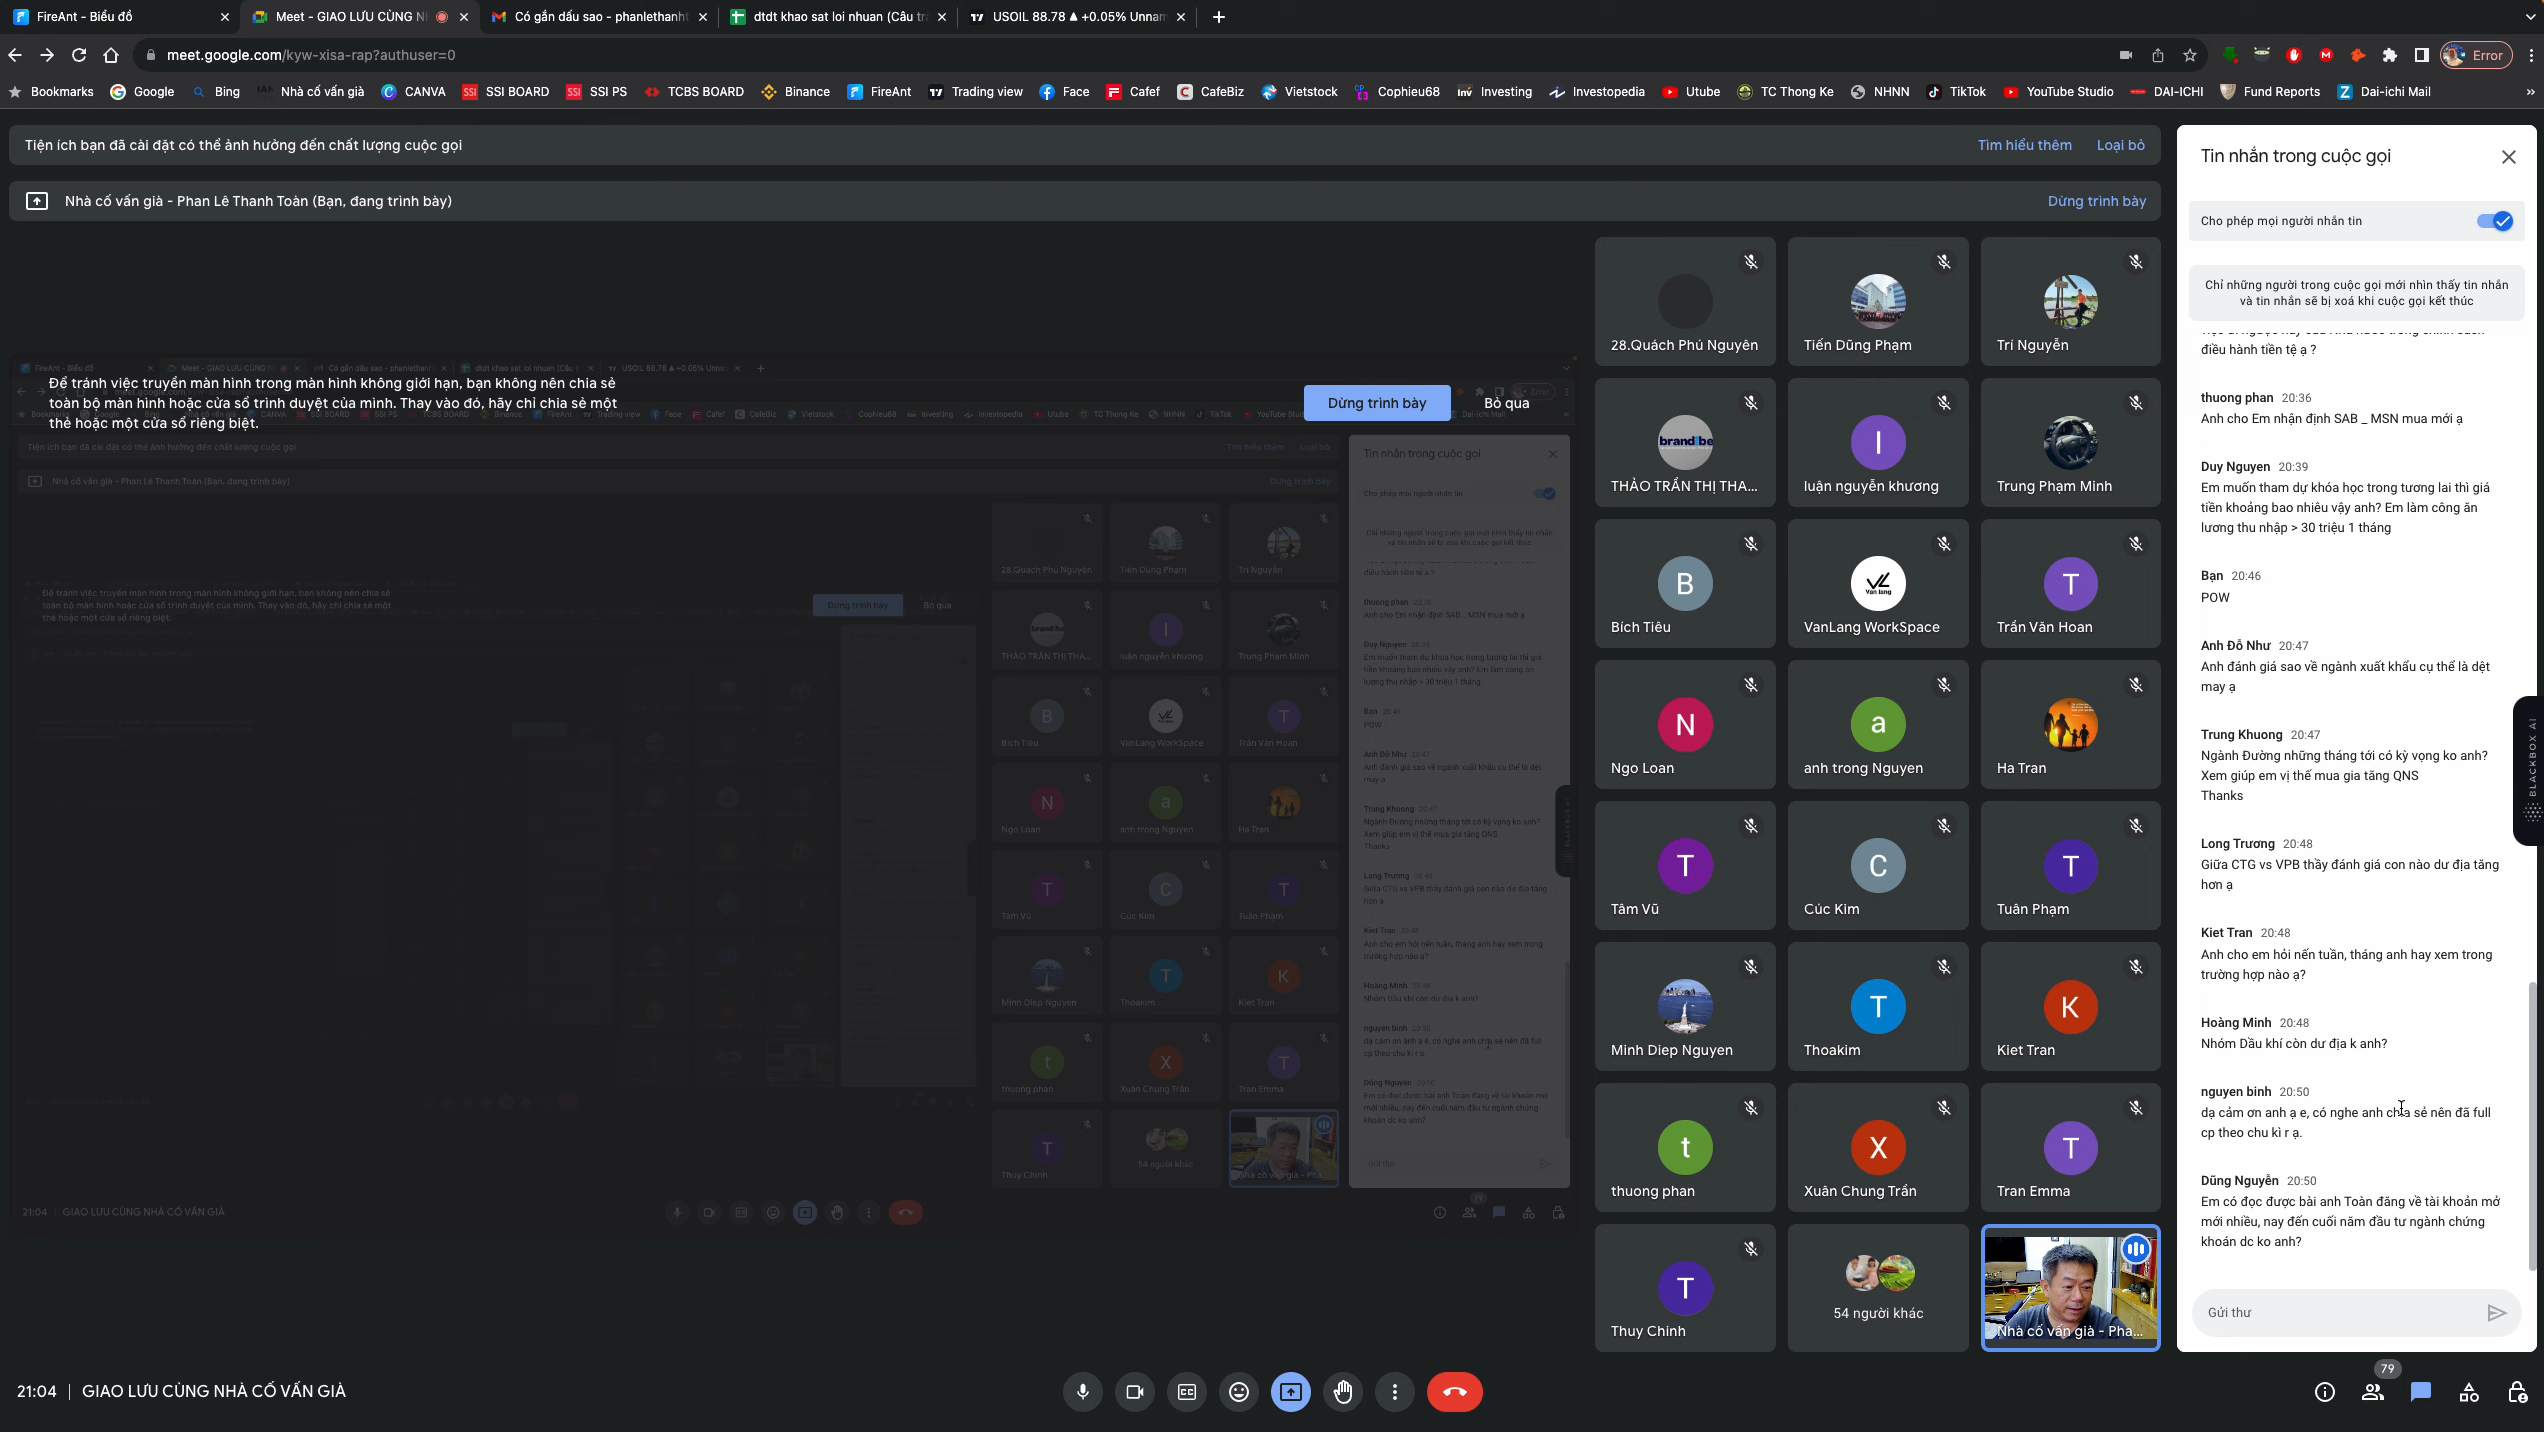 FireAnt - Biểu đồ
Meet - GIAO LƯU CÙNG N
Có gắn dấu sao - phanlethanht
dtdt khao sat loi nhuan (Câu tr
USOIL 88.78 ▲ +0.05% Unnam
meet.google.com/kyw-xisa-rap?authuser=0
Error
Bookmarks
Google
Bing
Nhà cố vấn già
CANVA
SSI BOARD
SSI PS
TCBS BOARD
Binance
FireAnt
Trading view
Face
Cafef
CafeBiz
Vietstock
Cophieu68
Investing
Investopedia
Utube
TC Thong Ke
NHNN
TikTok
YouTube Studio
DAI-ICHI
Fund Reports
Dai-ichi Mail
Tiện ích bạn đã cài đặt có thể ảnh hưởng đến chất lượng cuộc gọi
Tìm hiểu thêm
Loại bỏ
Nhà cố vấn già - Phan Lê Thanh Toàn (Bạn, đang trình bày)
Dừng trình bày
Để tránh việc truyền màn hình trong màn hình không giới hạn, bạn không nên chia sẻ
toàn bộ màn hình hoặc cửa sổ trình duyệt của mình. Thay vào đó, hãy chỉ chia sẻ một
thẻ hoặc một cửa sổ riêng biệt.
Dừng trình bày
Bỏ qua
28.Quách Phú Nguyên
Tiến Dũng Phạm
Trí Nguyễn
THẢO TRẦN THỊ THA...
luận nguyễn khương
Trung Phạm Minh
Bích Tiêu
VanLang WorkSpace
Trần Văn Hoan
Ngo Loan
anh trong Nguyen
Ha Tran
Tâm Vũ
Cúc Kim
Tuân Phạm
Minh Diep Nguyen
Thoakim
Kiet Tran
thuong phan
Xuân Chung Trần
Tran Emma
Thuy Chinh
54 người khác
Nhà cố vấn già - Pha...
Tin nhắn trong cuộc gọi
Cho phép mọi người nhắn tin
Chỉ những người trong cuộc gọi mới nhìn thấy tin nhắn
và tin nhắn sẽ bị xoá khi cuộc gọi kết thúc
điều hành tiền tệ ạ ?
thuong phan 20:36
Anh cho Em nhận định SAB _ MSN mua mới ạ
Duy Nguyen 20:39
Em muốn tham dự khóa học trong tương lai thì giá
tiền khoảng bao nhiêu vậy anh? Em làm công ăn
lương thu nhập > 30 triệu 1 tháng
Bạn 20:46
POW
Anh Đỗ Như 20:47
Anh đánh giá sao về ngành xuất khẩu cụ thể là dệt
may ạ
Trung Khuong 20:47
Ngành Đường những tháng tới có kỳ vọng ko anh?
Xem giúp em vị thế mua gia tăng QNS
Thanks
Long Trương 20:48
Giữa CTG vs VPB thầy đánh giá con nào dư địa tăng
hơn ạ
Kiet Tran 20:48
Anh cho em hỏi nến tuần, tháng anh hay xem trong
trường hợp nào ạ?
Hoàng Minh 20:48
Nhóm Dầu khí còn dư địa k anh?
nguyen binh 20:50
dạ cảm ơn anh ạ e, có nghe anh chia sẻ nên đã full
cp theo chu kì r ạ.
Dũng Nguyễn 20:50
Em có đọc được bài anh Toàn đăng về tài khoản mở
mới nhiều, nay đến cuối năm đầu tư ngành chứng
khoán dc ko anh?
Gửi thư
BLACKBOX AI
21:04 | GIAO LƯU CÙNG NHÀ CỐ VẤN GIÀ
79